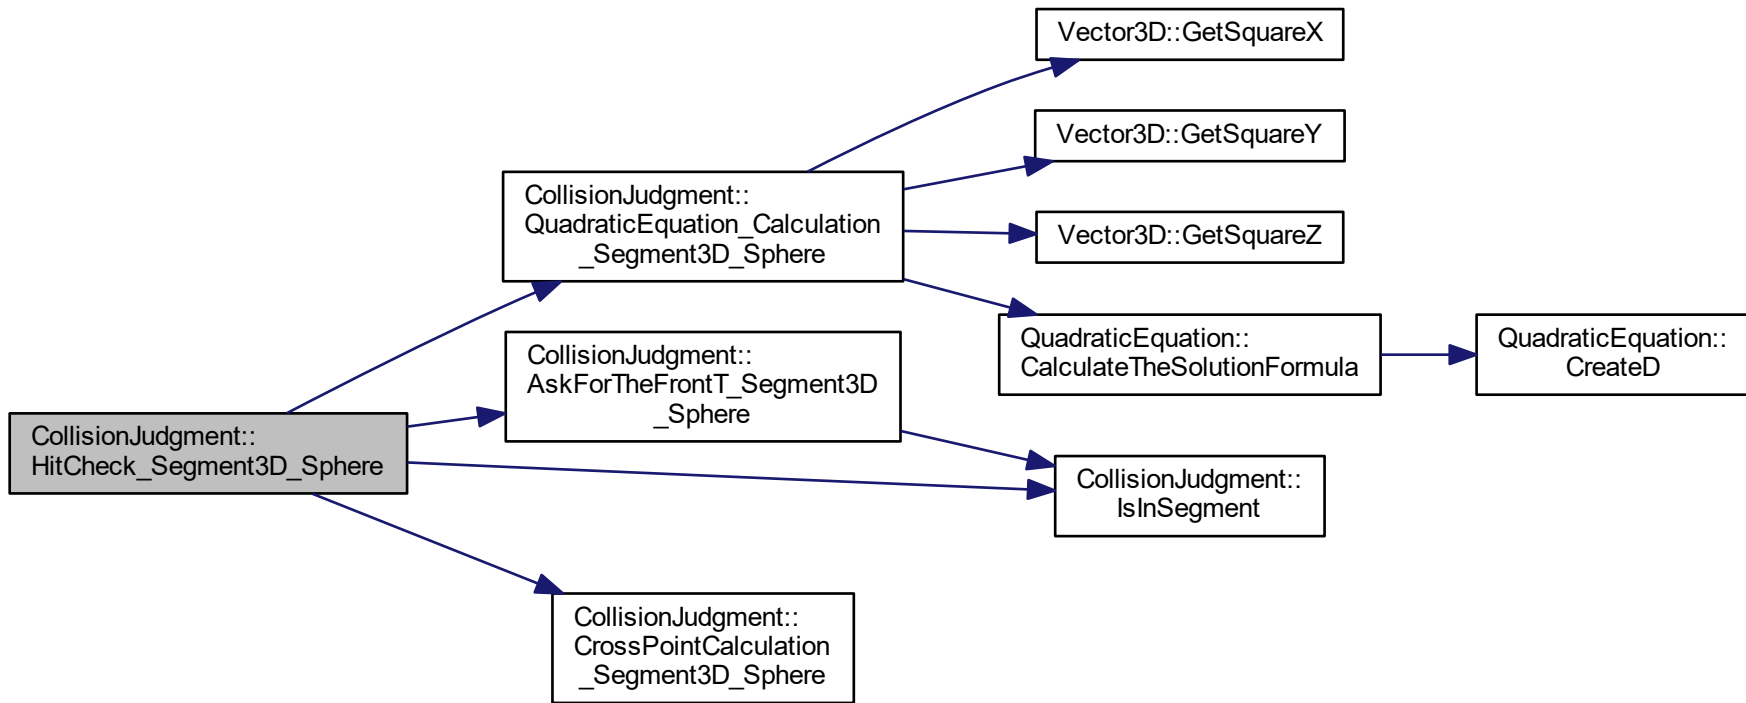 CollisionJudgment::
HitCheck_Segment3D_Sphere
CollisionJudgment::
QuadraticEquation_Calculation
_Segment3D_Sphere
CollisionJudgment::
AskForTheFrontT_Segment3D
_Sphere
CollisionJudgment::
CrossPointCalculation
_Segment3D_Sphere
Vector3D::GetSquareX
Vector3D::GetSquareY
Vector3D::GetSquareZ
QuadraticEquation::
CalculateTheSolutionFormula
CollisionJudgment::
IsInSegment
QuadraticEquation::
CreateD